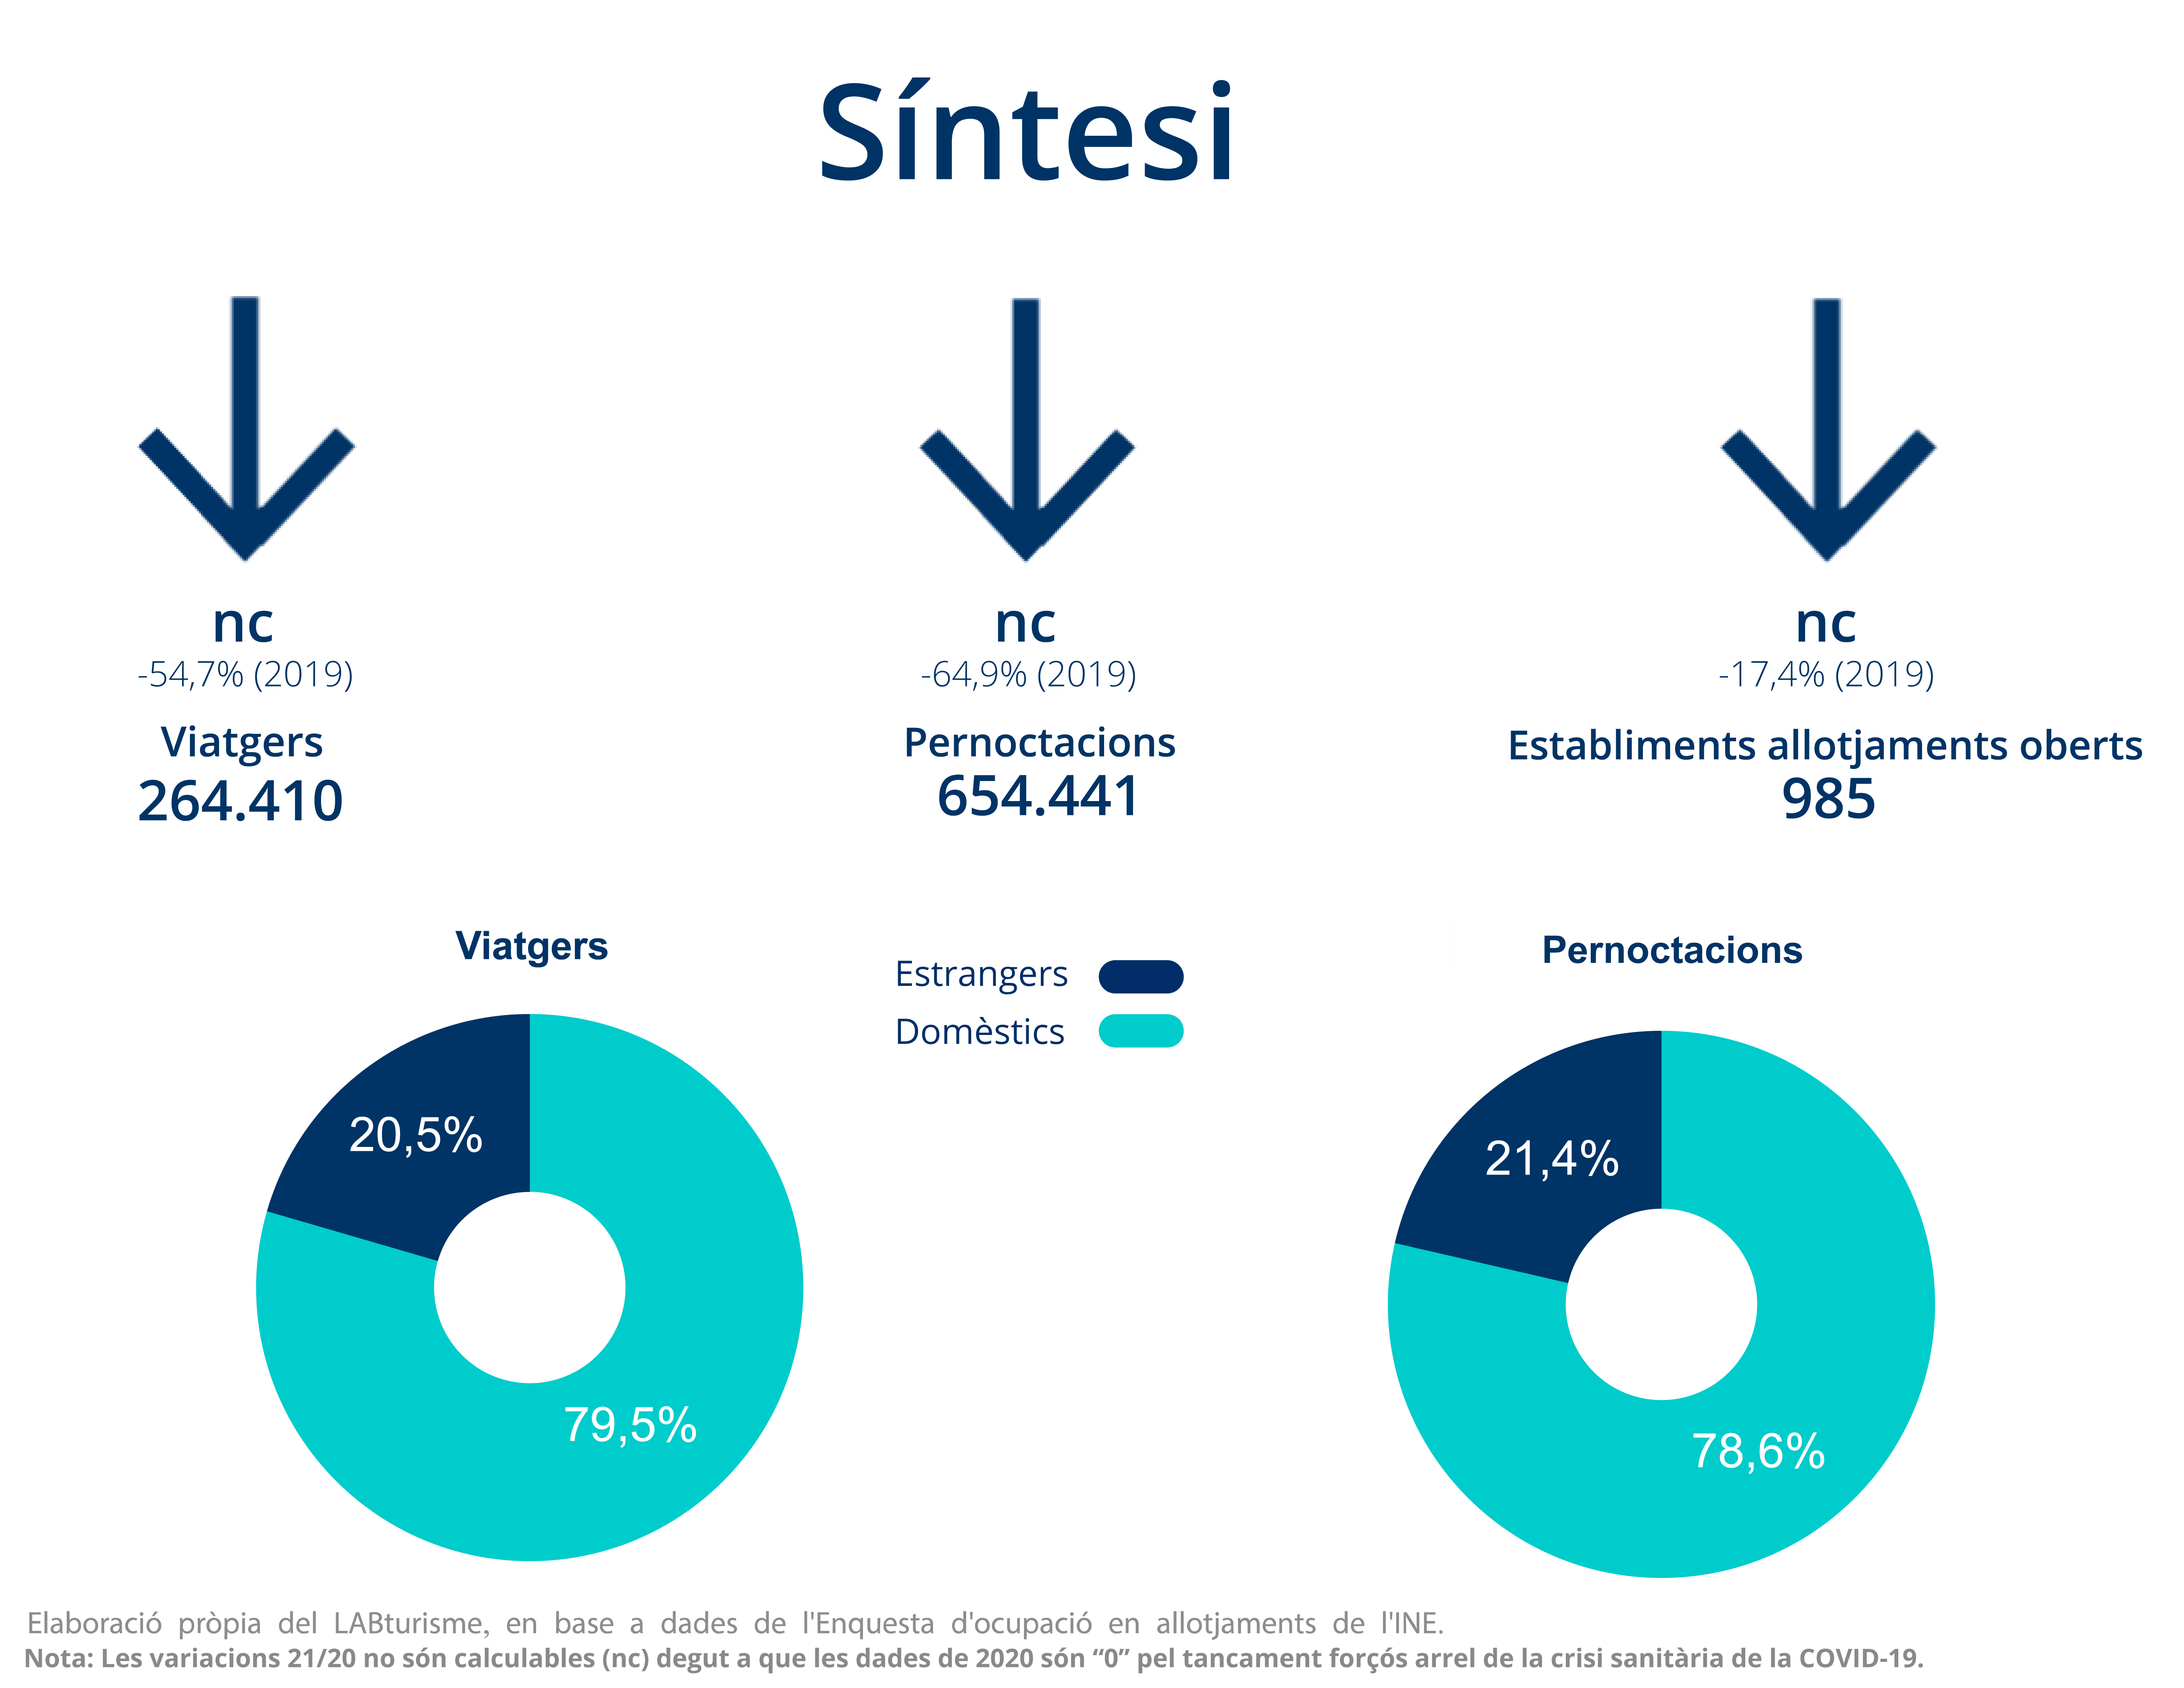 Síntesi
nc
-54,7% (2019)
Viatgers
264.410
nc
-64,9% (2019)
Pernoctacions
654.441
nc
-17,4% (2019)
Establiments allotjaments oberts
985
Viatgers
20,5%
79,5%
Estrangers
Domèstics
Pernoctacions
21,4%
78,6%
Elaboració pròpia del LABturisme, en base a dades de l'Enquesta d'ocupació en allotjaments de l'INE.
Nota: Les variacions 21/20 no són calculables (nc) degut a que les dades de 2020 són “0” pel tancament forçós arrel de la crisi sanitària de la COVID-19.